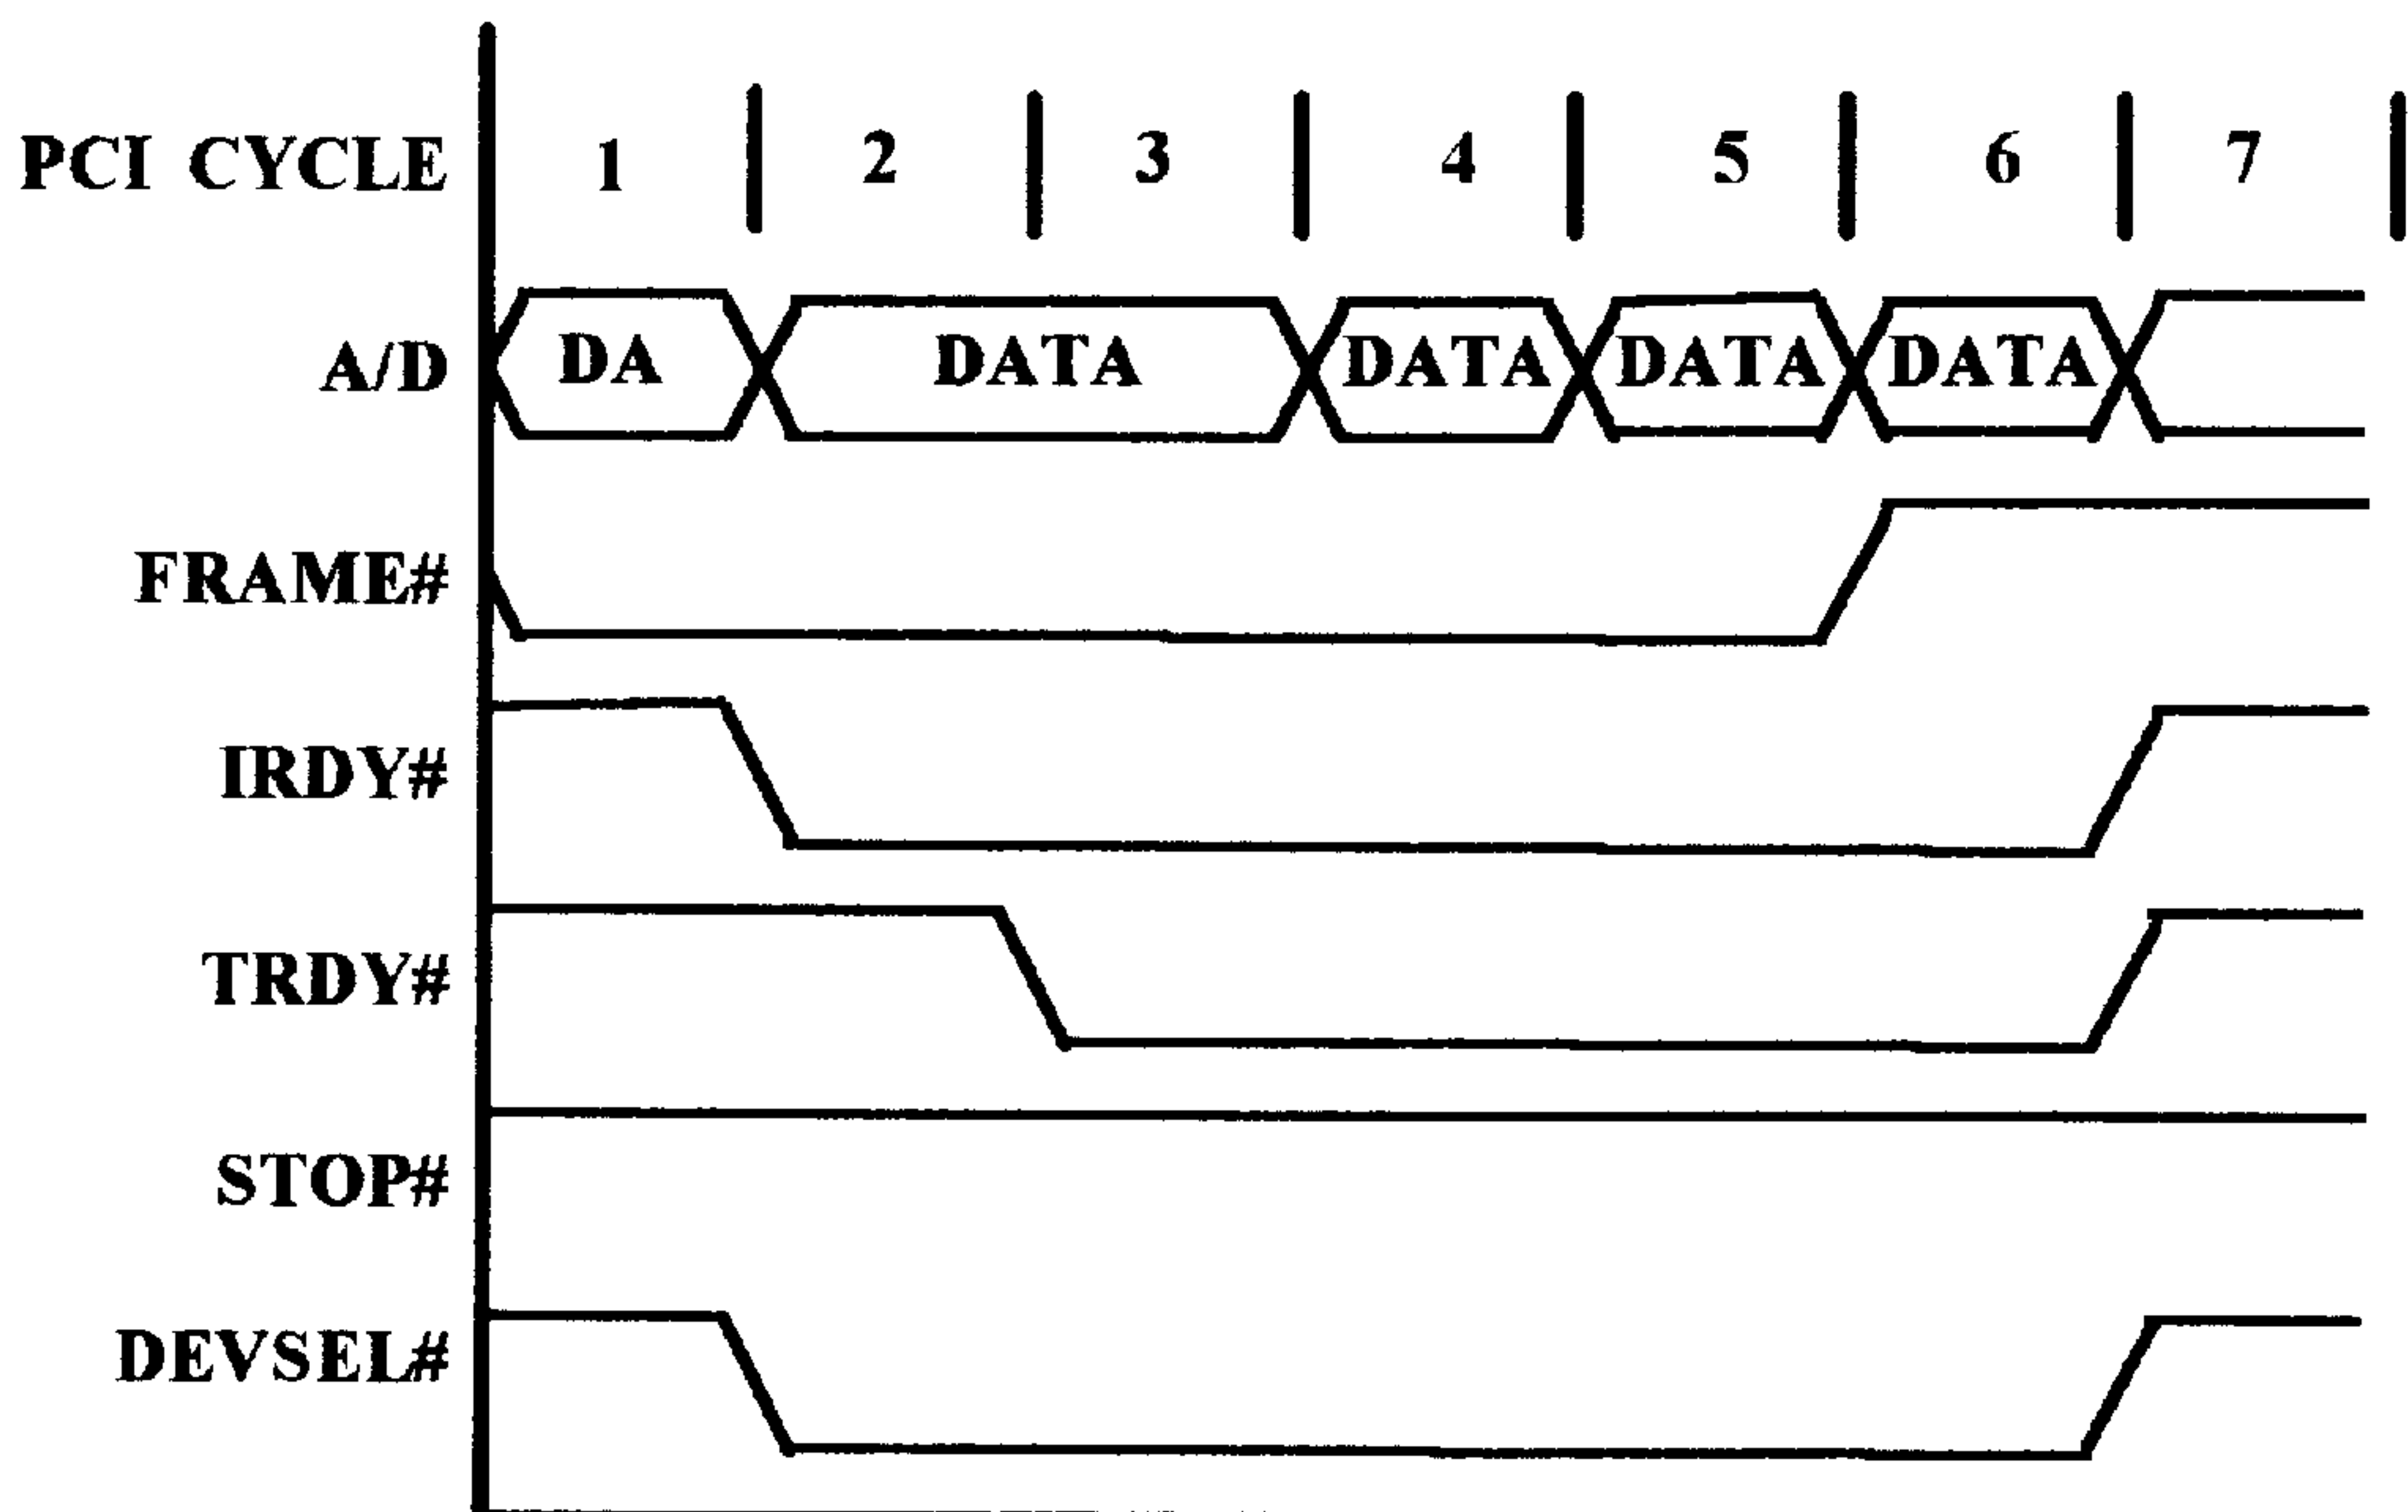 PCI CYCLE 1 2 3 4 5 6 7
A/D DA DATA DATA DATA DATA
FRAME#
IRDY#
TRDY#
STOP#
DEVSEL#